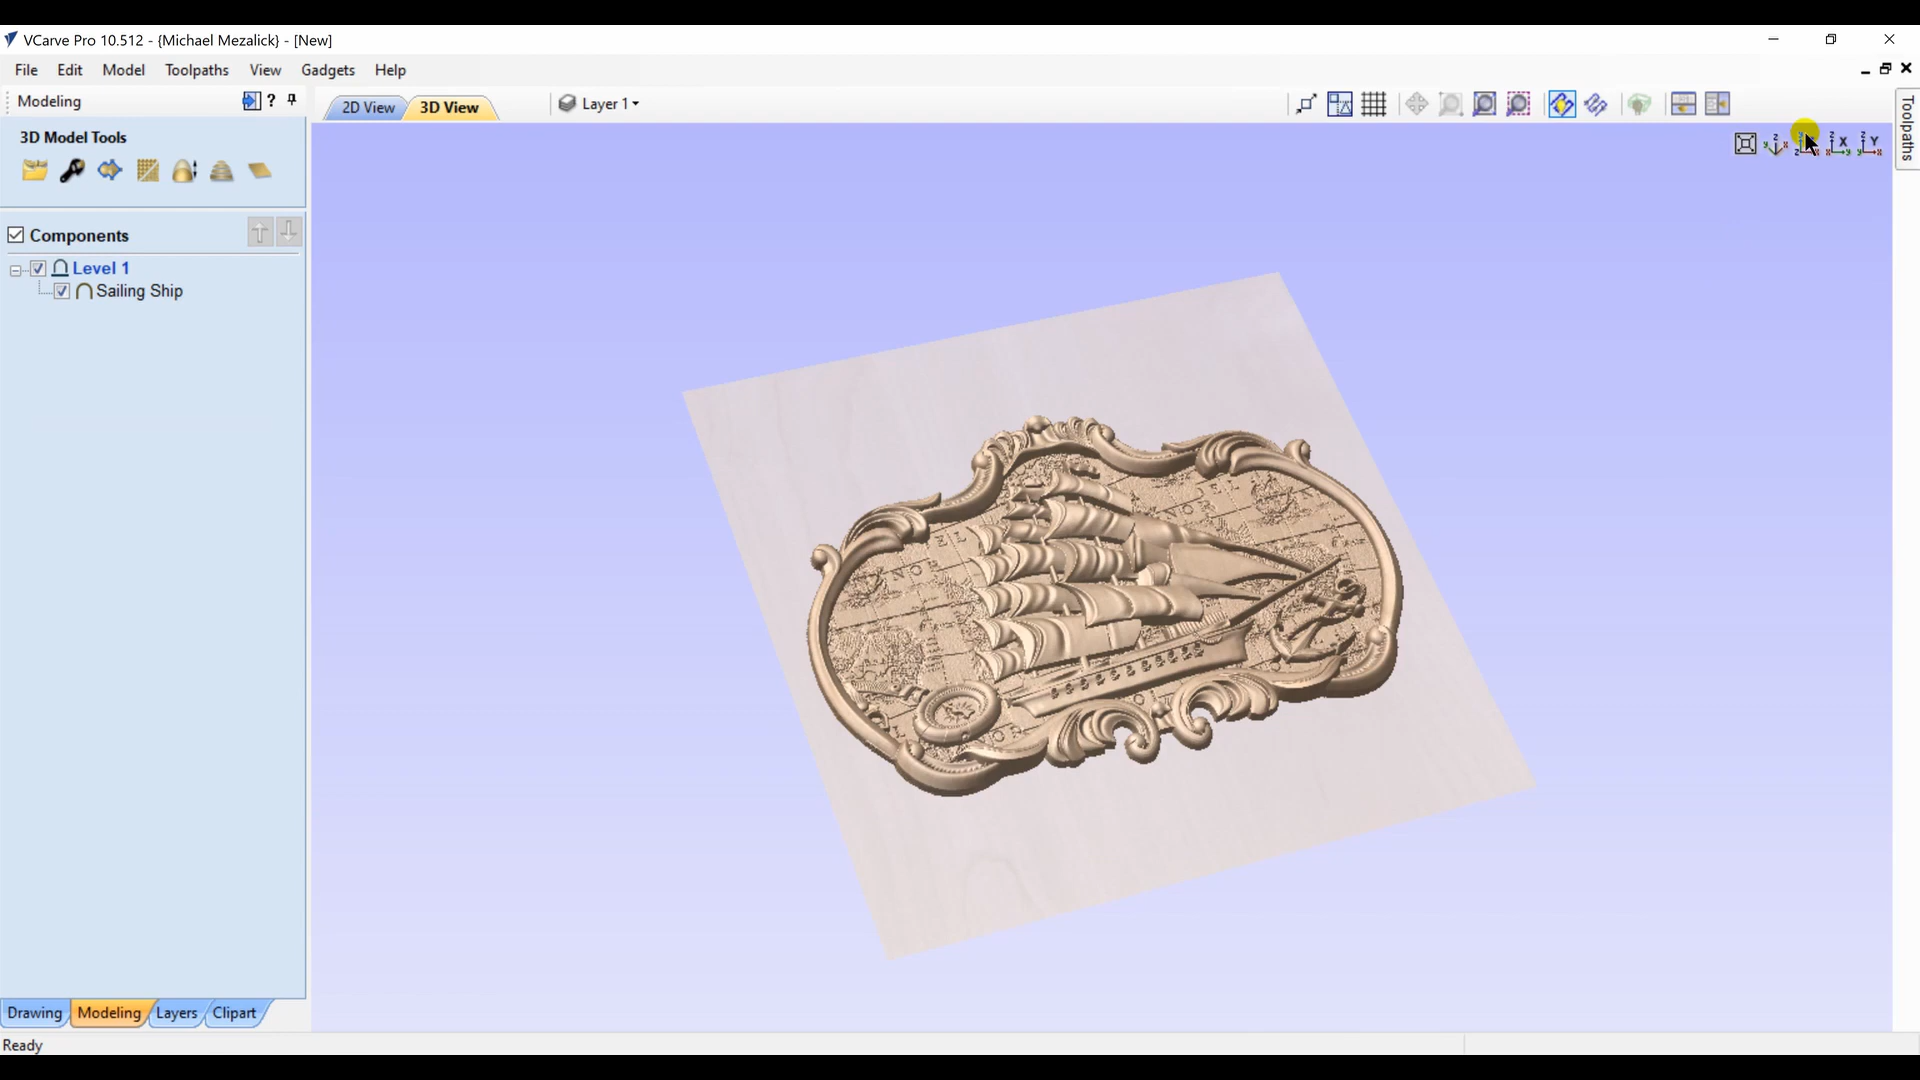 VCarve Pro 10.512 - {Michael Mezalick} - [New]
File Edit Model Toolpaths View Gadgets Help
Modeling ?
2D View 3D View Layer 1
Toolpaths
3D Model Tools
Components
Level 1
Sailing Ship
Drawing Modeling Layers Clipart
Ready